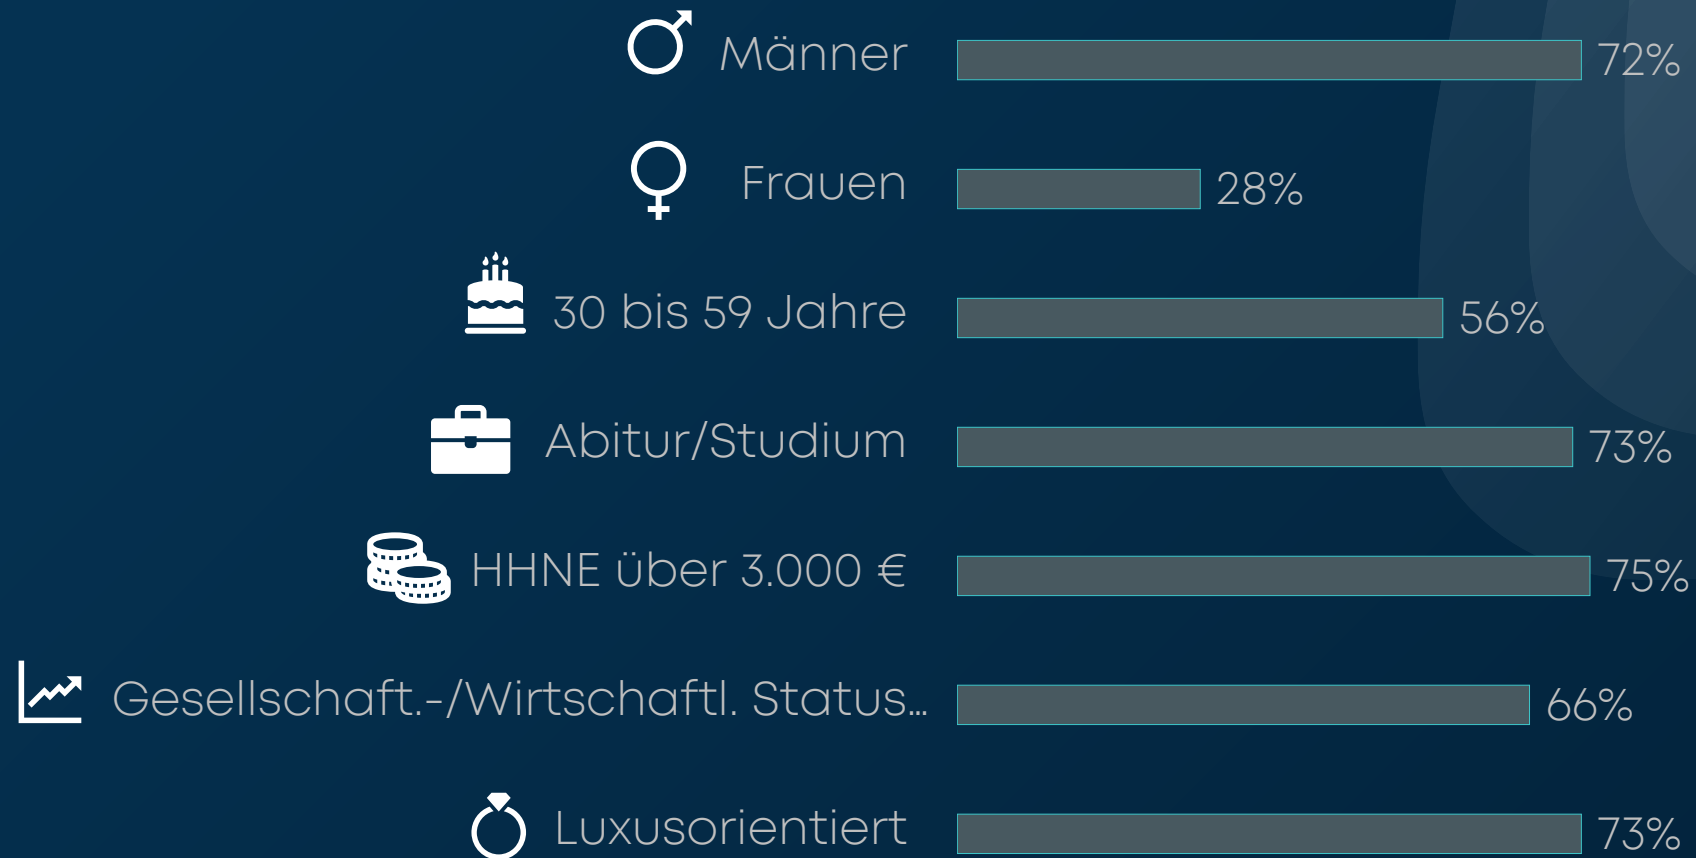 Männer 72%
Frauen 28%
30 bis 59 Jahre 56%
Abitur/Studium 73%
HHNE über 3.000 € 75%
Gesellschaft.-/Wirtschaftl. Status... 66%
Luxusorientiert 73%